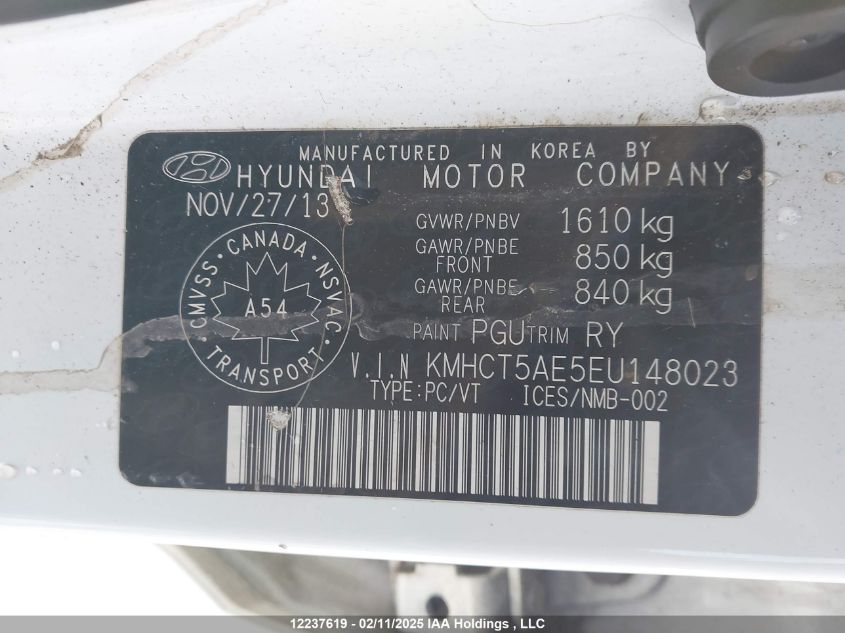 MANUFACTURED IN KOREA BY
HYUNDAI MOTOR COMPANY
NOV/27/13
GVWR/PNBV 1610 kg
GAWR/PNBE FRONT 850 kg
GAWR/PNBE REAR 840 kg
CMVSS · CANADA · NSVAC ·
A54
TRANSPORT
PAINT PGU TRIM RY
V.I.N KMHCT5AE5EU148023
TYPE:PC/VT ICES/NMB-002
12237619 - 02/11/2025 IAA Holdings , LLC